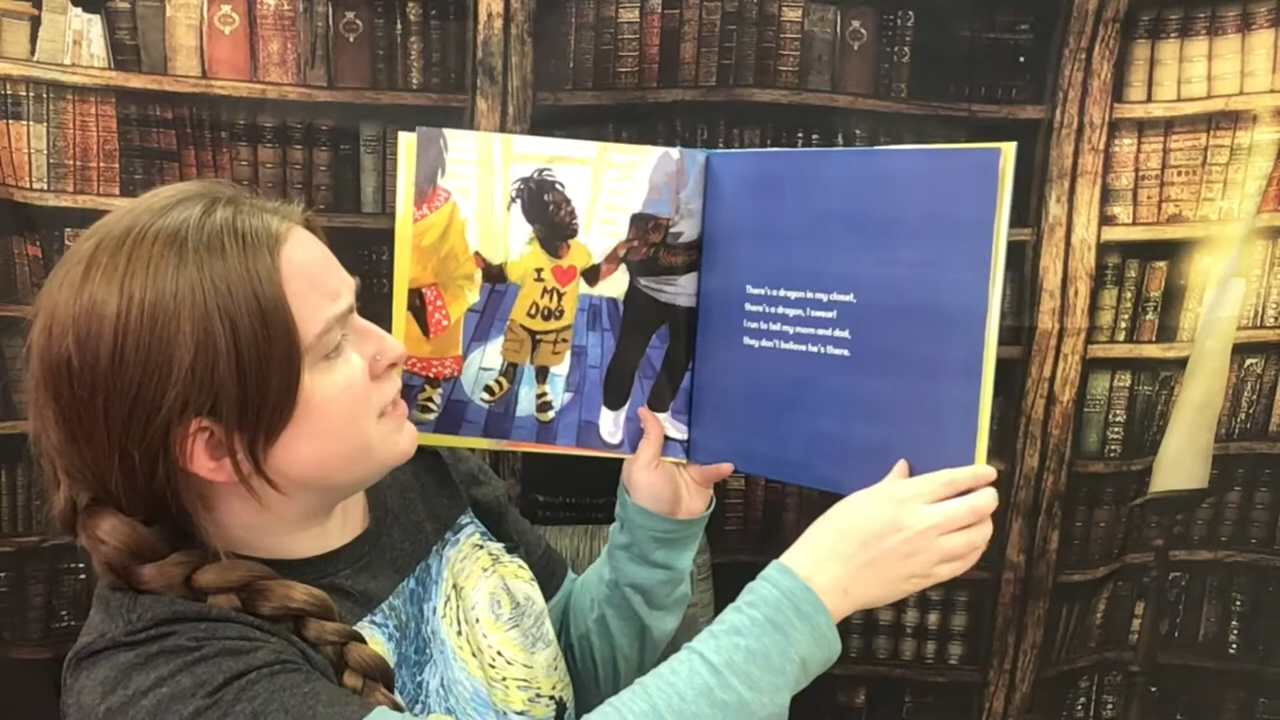 I ❤ MY
DOG
There's a dragon in my closet,
there's a dragon, I swear!
I run to tell my mom and dad,
they don't believe he's there.